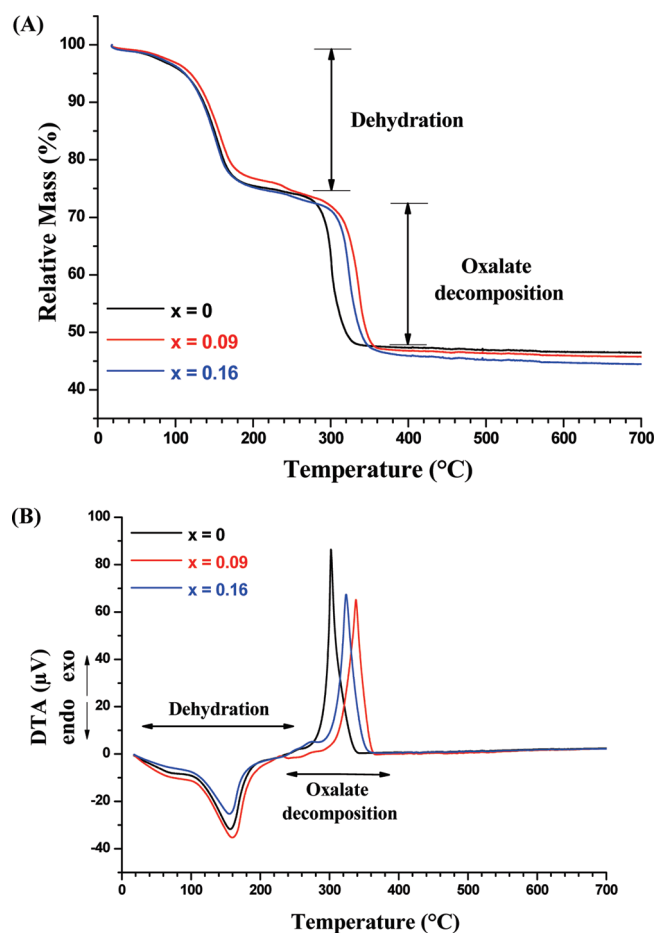 (A)
100
90
80
70
60
50
40
Relative Mass (%)
Dehydration
Oxalate
decomposition
x = 0
x = 0.09
x = 0.16
0 100 200 300 400 500 600 700
Temperature (°C)
(B)
100
80
60
40
20
0
-20
-40
DTA (µV)
endo exo
x = 0
x = 0.09
x = 0.16
Dehydration
Oxalate
decomposition
0 100 200 300 400 500 600 700
Temperature (°C)